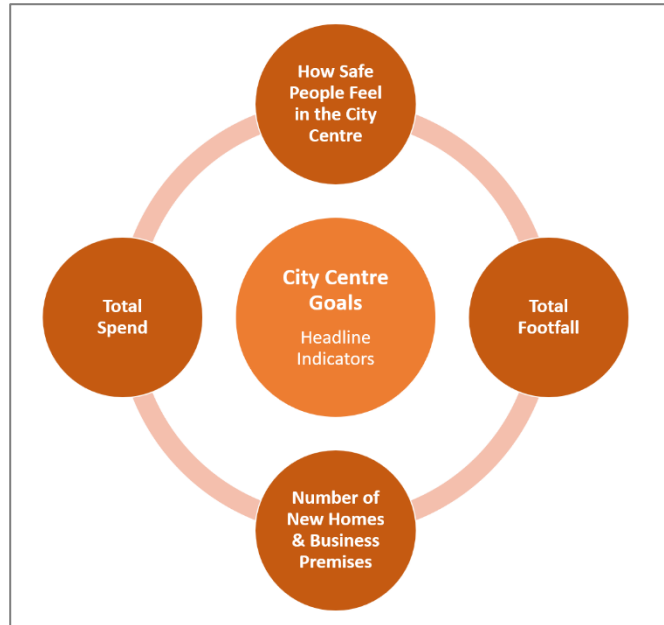 How Safe
People Feel
in the City
Centre
City Centre
Goals
Headline
Indicators
Total
Spend
Total
Footfall
Number of
New Homes
& Business
Premises